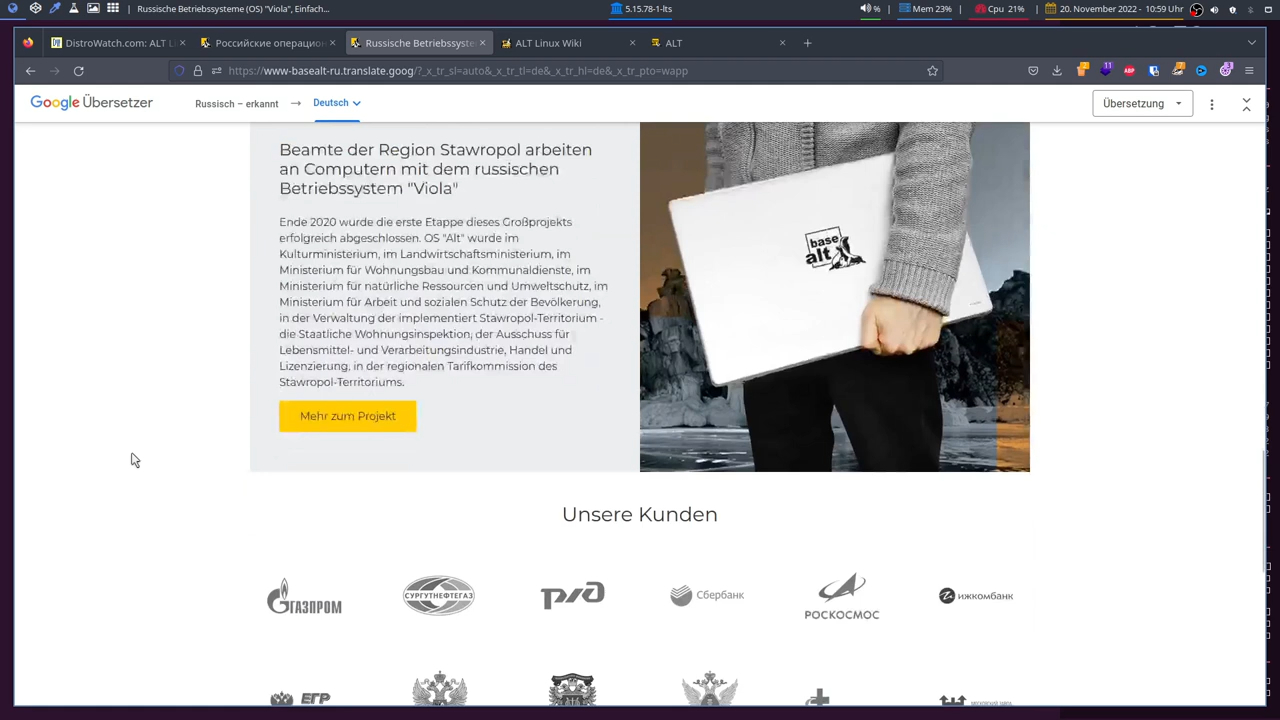 Russische Betriebssysteme (OS) "Viola", Einfach...
5.15.78-1-lts
%
Mem 23%
Cpu 21%
20. November 2022 - 10:59 Uhr
DistroWatch.com: ALT Li
Российские операцион
Russische Betriebssyste
ALT Linux Wiki
ALT
https://www-basealt-ru.translate.goog/?_x_tr_sl=auto&_x_tr_tl=de&_x_tr_hl=de&_x_tr_pto=wapp
11
ABP
Google Übersetzer
Russisch – erkannt
Deutsch
Übersetzung
Beamte der Region Stawropol arbeiten
an Computern mit dem russischen
Betriebssystem "Viola"
Ende 2020 wurde die erste Etappe dieses Großprojekts
erfolgreich abgeschlossen. OS "Alt" wurde im
Kulturministerium, im Landwirtschaftsministerium, im
Ministerium für Wohnungsbau und Kommunaldienste, im
Ministerium für natürliche Ressourcen und Umweltschutz, im
Ministerium für Arbeit und sozialen Schutz der Bevölkerung,
in der Verwaltung der implementiert Stawropol-Territorium -
die Staatliche Wohnungsinspektion, der Ausschuss für
Lebensmittel- und Verarbeitungsindustrie, Handel und
Lizenzierung, in der regionalen Tarifkommission des
Stawropol-Territoriums.
Mehr zum Projekt
base
alt
Unsere Kunden
ГАЗПРОМ
СУРГУТНЕФТЕГАЗ
ржд
Сбербанк
РОСКОСМОС
ижкомбанк
ЕГР